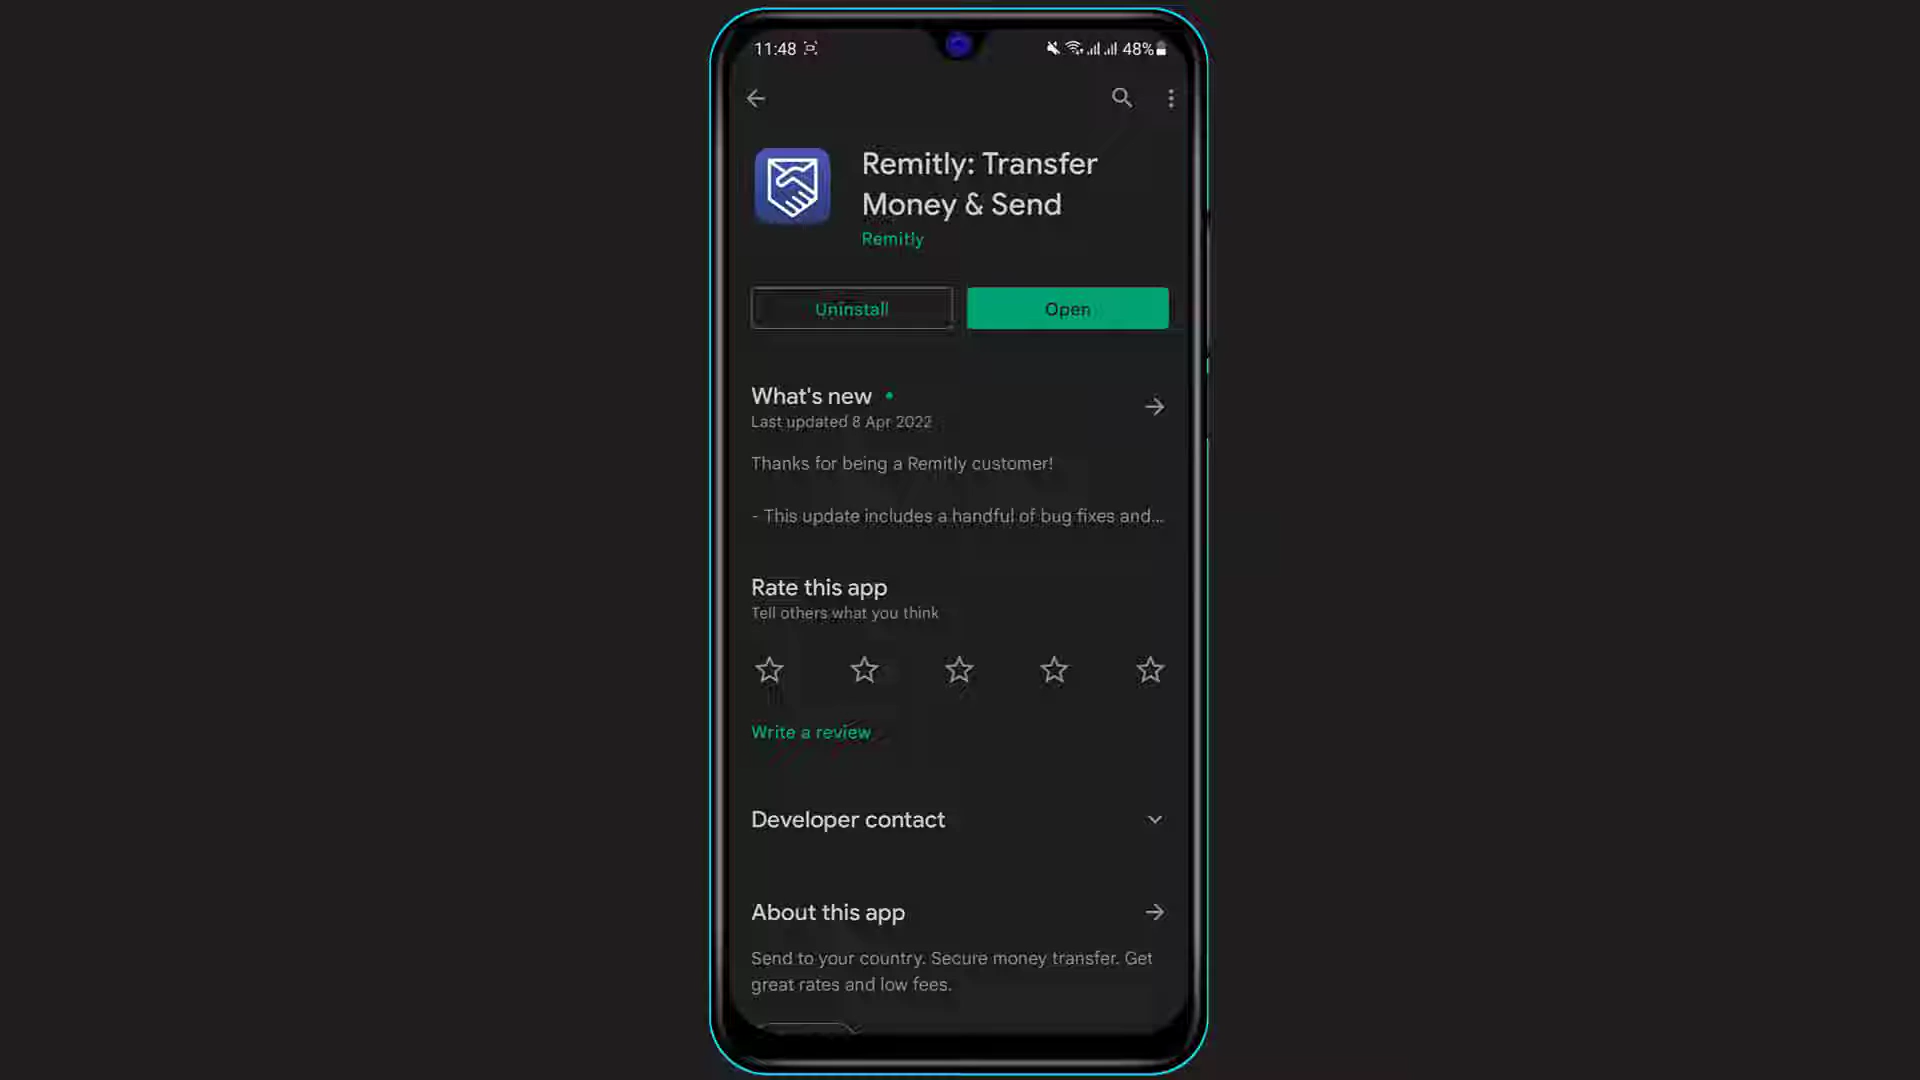 11:48
48%
Remitly: Transfer
Money & Send
Remitly
Uninstall
Open
What's new
Last updated 8 Apr 2022
Thanks for being a Remitly customer!
- This update includes a handful of bug fixes and...
Rate this app
Tell others what you think
Write a review
Developer contact
About this app
Send to your country. Secure money transfer. Get
great rates and low fees.